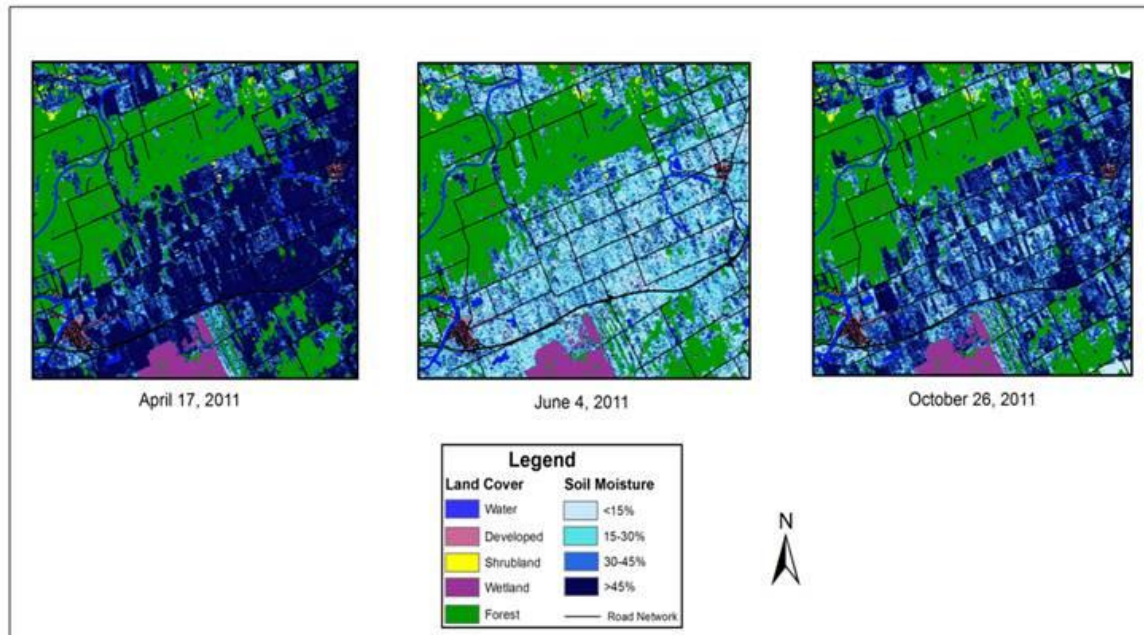 April 17, 2011
June 4, 2011
October 26, 2011
Legend
Land Cover
Soil Moisture
Water
<15%
Developed
15-30%
Shrubland
30-45%
Wetland
>45%
Forest
Road Network
N